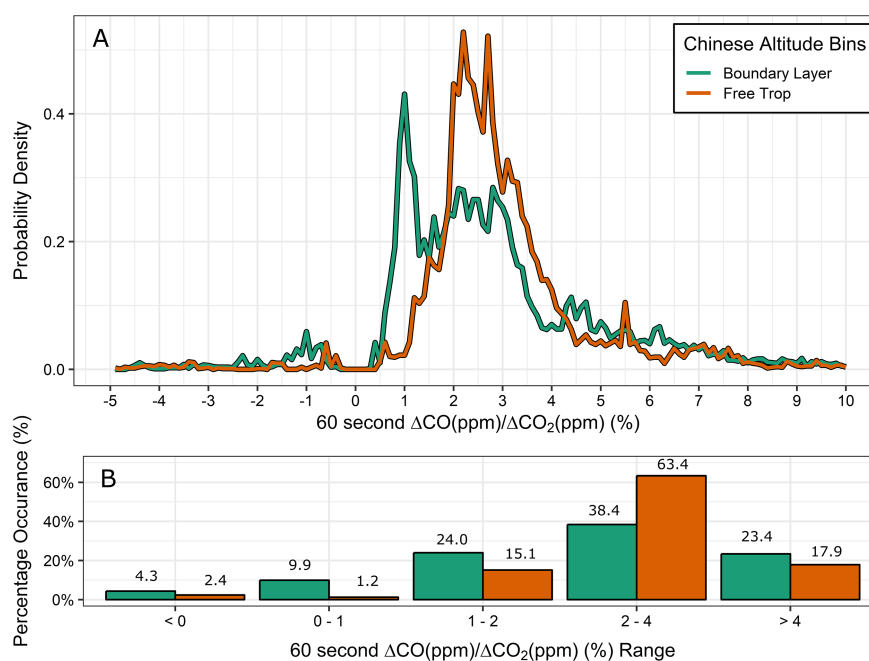 A
Chinese Altitude Bins
Boundary Layer
Free Trop
Probability Density
0.4
0.2
0.0
-5 -4 -3 -2 -1 0 1 2 3 4 5 6 7 8 9 10
60 second ΔCO(ppm)/ΔCO₂(ppm) (%)
B
Percentage Occurance (%)
60%
40%
20%
0%
4.3 2.4 9.9 1.2 24.0 15.1 38.4 63.4 23.4 17.9
< 0 0 - 1 1 - 2 2 - 4 > 4
60 second ΔCO(ppm)/ΔCO₂(ppm) (%) Range